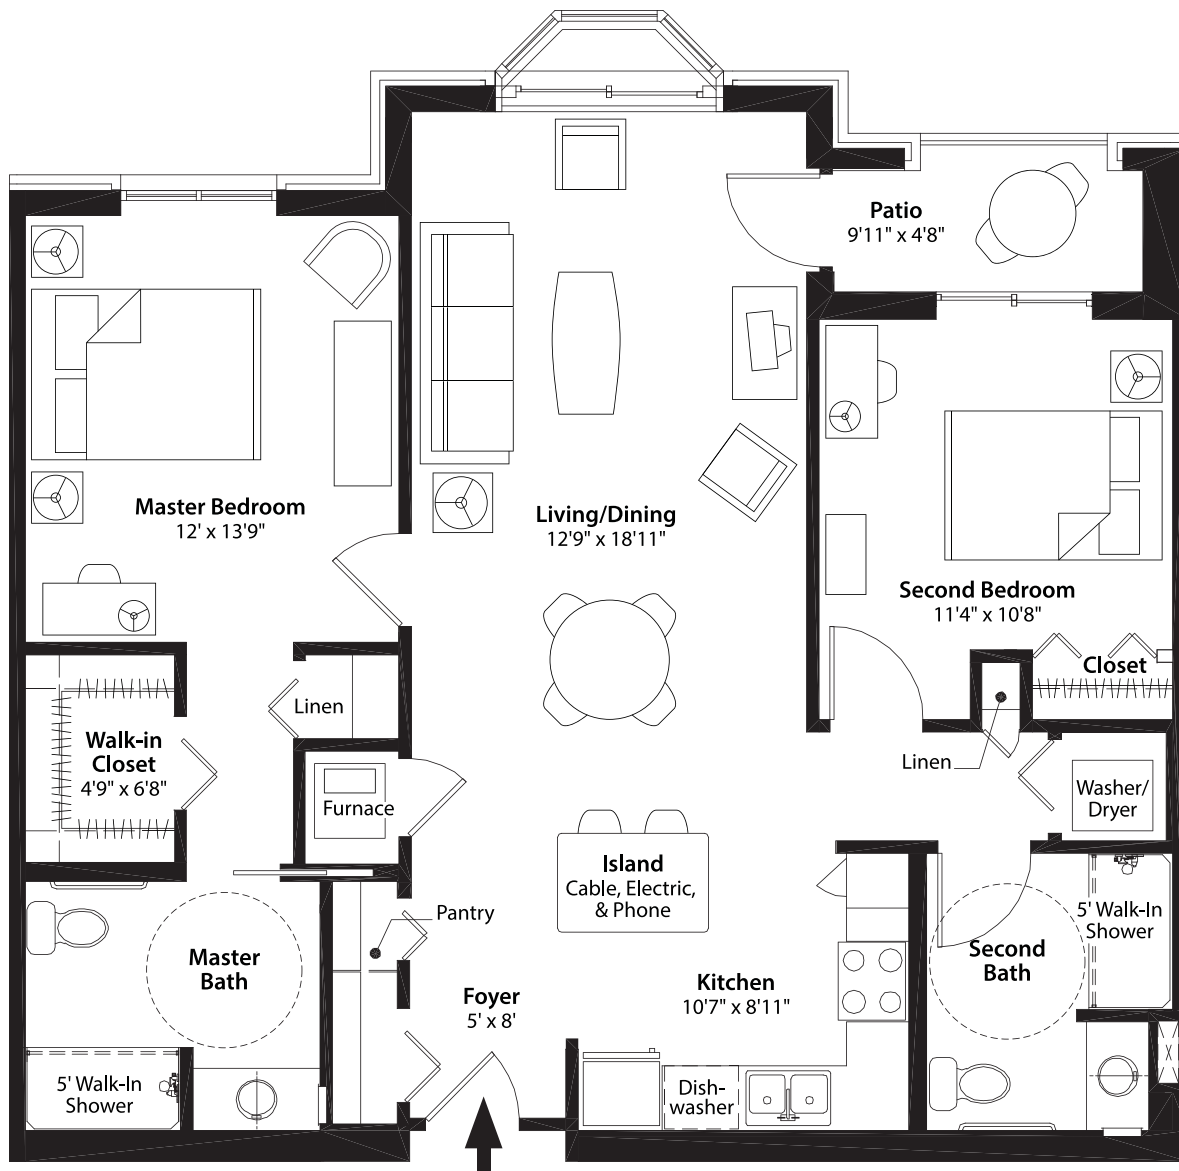 Patio
9'11" x 4'8"
Master Bedroom
12' x 13'9"
Living/Dining
12'9" x 18'11"
Second Bedroom
11'4" x 10'8"
Closet
Linen
Walk-in
Closet
4'9" x 6'8"
Linen
Furnace
Washer/
Dryer
Island
Cable, Electric,
& Phone
Pantry
5' Walk-In
Shower
Master
Bath
Second
Bath
Kitchen
10'7" x 8'11"
Foyer
5' x 8'
5' Walk-In
Shower
Dish-
washer